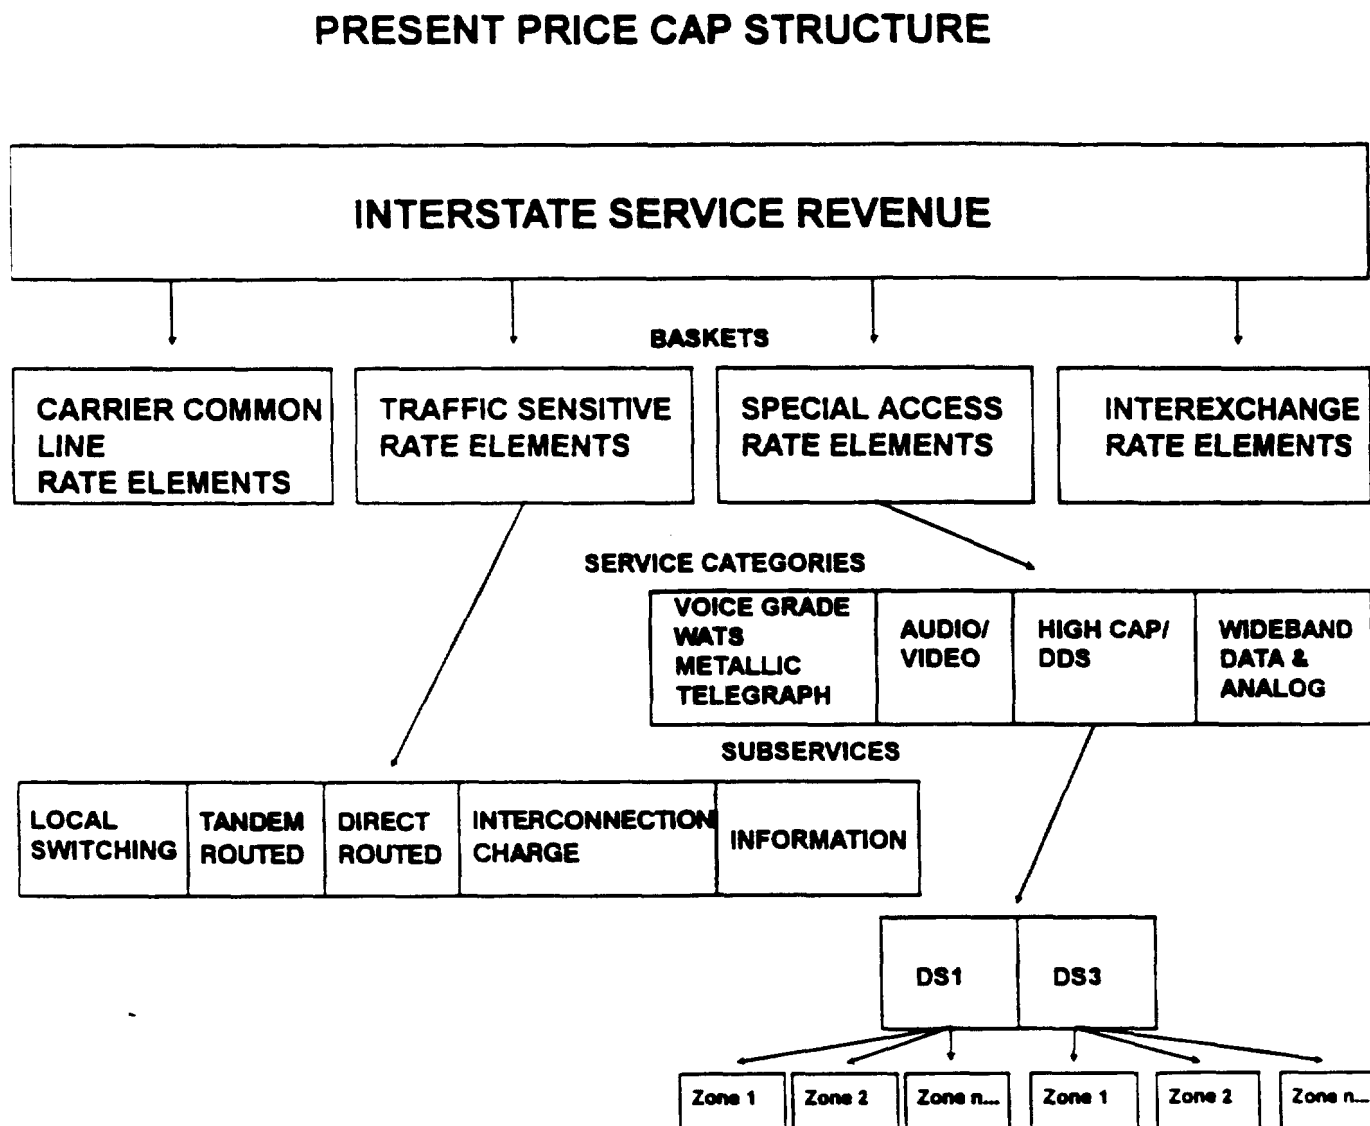 PRESENT PRICE CAP STRUCTURE
INTERSTATE SERVICE REVENUE
BASKETS
CARRIER COMMON
LINE
RATE ELEMENTS
TRAFFIC SENSITIVE
RATE ELEMENTS
SPECIAL ACCESS
RATE ELEMENTS
INTEREXCHANGE
RATE ELEMENTS
SERVICE CATEGORIES
VOICE GRADE
WATS
METALLIC
TELEGRAPH
AUDIO/
VIDEO
HIGH CAP/
DDS
WIDEBAND
DATA &
ANALOG
SUBSERVICES
LOCAL
SWITCHING
TANDEM
ROUTED
DIRECT
ROUTED
INTERCONNECTION
CHARGE
INFORMATION
DS1
DS3
Zone 1
Zone 2
Zone n...
Zone 1
Zone 2
Zone n...